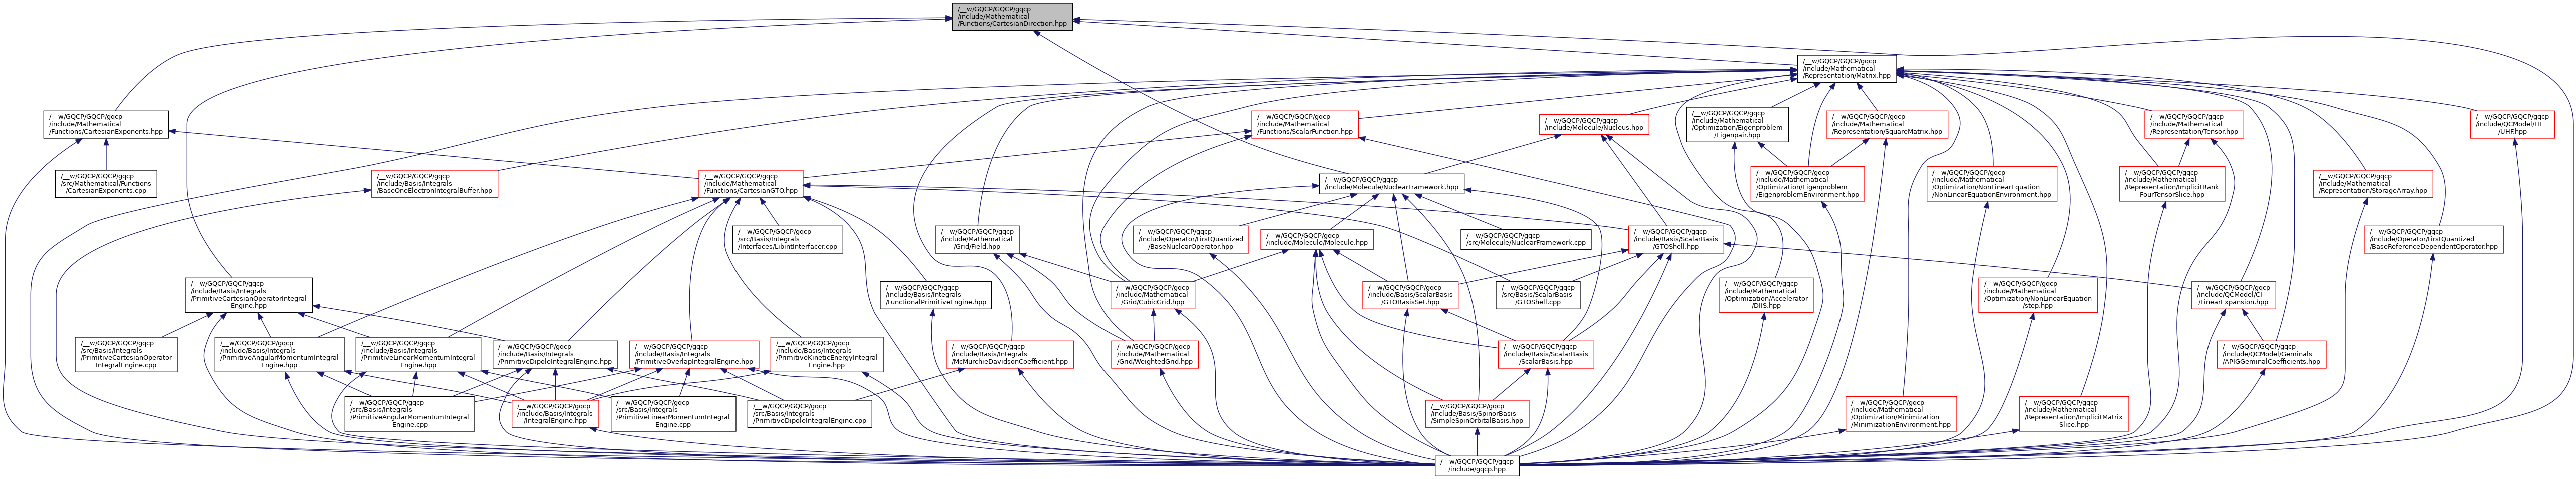 /__w/GQCP/GQCP/gqcp
/include/Mathematical
/Functions/CartesianDirection.hpp
/__w/GQCP/GQCP/gqcp
/include/Mathematical
/Representation/Matrix.hpp
/__w/GQCP/GQCP/gqcp
/include/Mathematical
/Functions/CartesianExponents.hpp
/__w/GQCP/GQCP/gqcp
/include/Mathematical
/Functions/ScalarFunction.hpp
/__w/GQCP/GQCP/gqcp
/include/Molecule/Nucleus.hpp
/__w/GQCP/GQCP/gqcp
/include/Mathematical
/Optimization/Eigenproblem
/Eigenpair.hpp
/__w/GQCP/GQCP/gqcp
/include/Mathematical
/Representation/SquareMatrix.hpp
/__w/GQCP/GQCP/gqcp
/include/Mathematical
/Representation/Tensor.hpp
/__w/GQCP/GQCP/gqcp
/include/QCModel/HF
/UHF.hpp
/__w/GQCP/GQCP/gqcp
/src/Mathematical/Functions
/CartesianExponents.cpp
/__w/GQCP/GQCP/gqcp
/include/Basis/Integrals
/BaseOneElectronIntegralBuffer.hpp
/__w/GQCP/GQCP/gqcp
/include/Mathematical
/Functions/CartesianGTO.hpp
/__w/GQCP/GQCP/gqcp
/include/Molecule/NuclearFramework.hpp
/__w/GQCP/GQCP/gqcp
/include/Mathematical
/Optimization/Eigenproblem
/EigenproblemEnvironment.hpp
/__w/GQCP/GQCP/gqcp
/include/Mathematical
/Optimization/NonLinearEquation
/NonLinearEquationEnvironment.hpp
/__w/GQCP/GQCP/gqcp
/include/Mathematical
/Representation/ImplicitRank
FourTensorSlice.hpp
/__w/GQCP/GQCP/gqcp
/include/Mathematical
/Representation/StorageArray.hpp
/__w/GQCP/GQCP/gqcp
/src/Basis/Integrals
/Interfaces/LibintInterfacer.cpp
/__w/GQCP/GQCP/gqcp
/include/Mathematical
/Grid/Field.hpp
/__w/GQCP/GQCP/gqcp
/include/Operator/FirstQuantized
/BaseNuclearOperator.hpp
/__w/GQCP/GQCP/gqcp
/include/Molecule/Molecule.hpp
/__w/GQCP/GQCP/gqcp
/src/Molecule/NuclearFramework.cpp
/__w/GQCP/GQCP/gqcp
/include/Basis/ScalarBasis
/GTOShell.hpp
/__w/GQCP/GQCP/gqcp
/include/Operator/FirstQuantized
/BaseReferenceDependentOperator.hpp
/__w/GQCP/GQCP/gqcp
/include/Basis/Integrals
/PrimitiveCartesianOperatorIntegral
Engine.hpp
/__w/GQCP/GQCP/gqcp
/include/Basis/Integrals
/FunctionalPrimitiveEngine.hpp
/__w/GQCP/GQCP/gqcp
/include/Mathematical
/Grid/CubicGrid.hpp
/__w/GQCP/GQCP/gqcp
/include/Basis/ScalarBasis
/GTOBasisSet.hpp
/__w/GQCP/GQCP/gqcp
/src/Basis/ScalarBasis
/GTOShell.cpp
/__w/GQCP/GQCP/gqcp
/include/Mathematical
/Optimization/Accelerator
/DIIS.hpp
/__w/GQCP/GQCP/gqcp
/include/Mathematical
/Optimization/NonLinearEquation
/step.hpp
/__w/GQCP/GQCP/gqcp
/include/QCModel/CI
/LinearExpansion.hpp
/__w/GQCP/GQCP/gqcp
/src/Basis/Integrals
/PrimitiveCartesianOperator
IntegralEngine.cpp
/__w/GQCP/GQCP/gqcp
/include/Basis/Integrals
/PrimitiveAngularMomentumIntegral
Engine.hpp
/__w/GQCP/GQCP/gqcp
/include/Basis/Integrals
/PrimitiveLinearMomentumIntegral
Engine.hpp
/__w/GQCP/GQCP/gqcp
/include/Basis/Integrals
/PrimitiveDipoleIntegralEngine.hpp
/__w/GQCP/GQCP/gqcp
/include/Basis/Integrals
/PrimitiveOverlapIntegralEngine.hpp
/__w/GQCP/GQCP/gqcp
/include/Basis/Integrals
/PrimitiveKineticEnergyIntegral
Engine.hpp
/__w/GQCP/GQCP/gqcp
/include/Basis/Integrals
/McMurchieDavidsonCoefficient.hpp
/__w/GQCP/GQCP/gqcp
/include/Mathematical
/Grid/WeightedGrid.hpp
/__w/GQCP/GQCP/gqcp
/include/Basis/ScalarBasis
/ScalarBasis.hpp
/__w/GQCP/GQCP/gqcp
/include/QCModel/Geminals
/APIGGeminalCoefficients.hpp
/__w/GQCP/GQCP/gqcp
/src/Basis/Integrals
/PrimitiveAngularMomentumIntegral
Engine.cpp
/__w/GQCP/GQCP/gqcp
/include/Basis/Integrals
/IntegralEngine.hpp
/__w/GQCP/GQCP/gqcp
/src/Basis/Integrals
/PrimitiveLinearMomentumIntegral
Engine.cpp
/__w/GQCP/GQCP/gqcp
/src/Basis/Integrals
/PrimitiveDipoleIntegralEngine.cpp
/__w/GQCP/GQCP/gqcp
/include/Basis/SpinorBasis
/SimpleSpinOrbitalBasis.hpp
/__w/GQCP/GQCP/gqcp
/include/Mathematical
/Optimization/Minimization
/MinimizationEnvironment.hpp
/__w/GQCP/GQCP/gqcp
/include/Mathematical
/Representation/ImplicitMatrix
Slice.hpp
/__w/GQCP/GQCP/gqcp
/include/gqcp.hpp